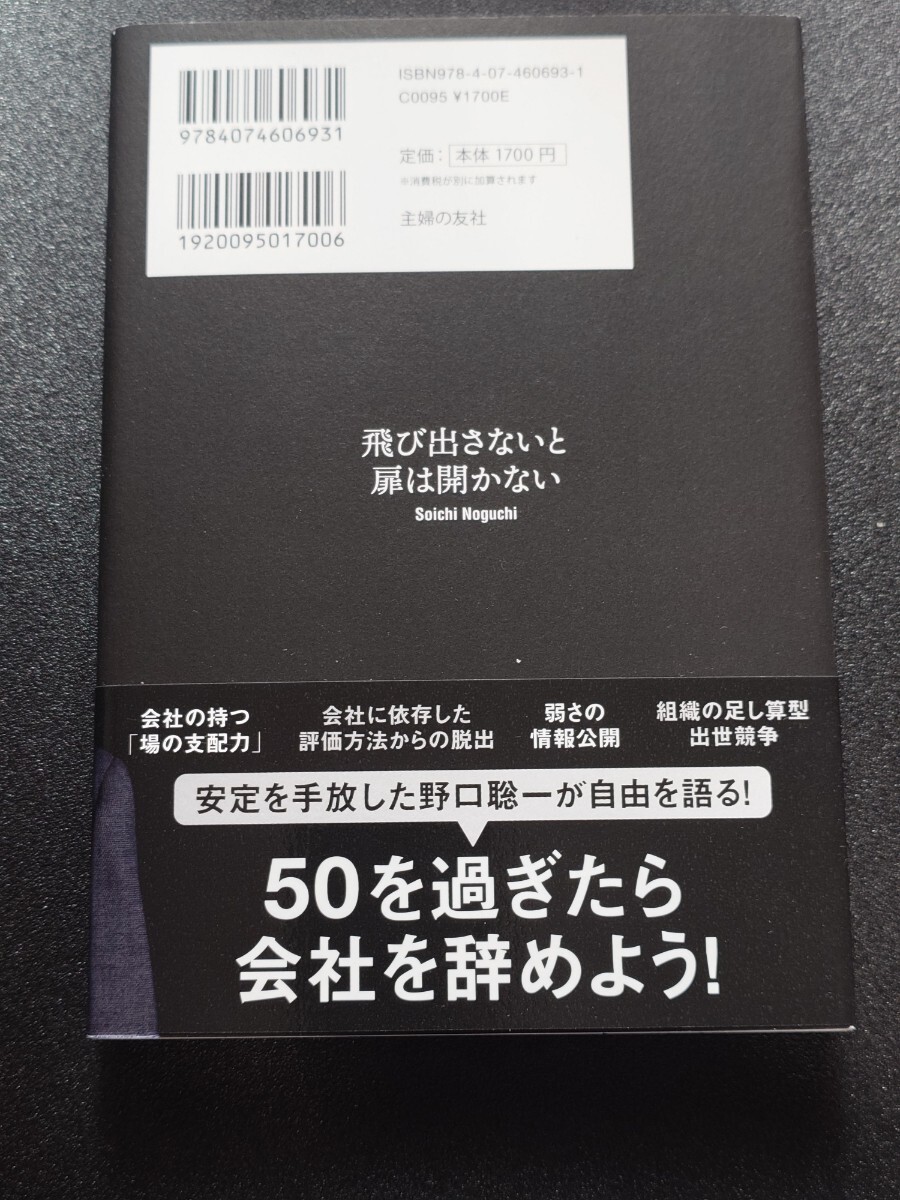 9784074606931
1920095017006
ISBN978-4-07-460693-1
C0095 ¥1700E
定価：本体 1700 円
※消費税が別に加算されます
主婦の友社
飛び出さないと
扉は開かない
Soichi Noguchi
会社の持つ
「場の支配力」
会社に依存した
評価方法からの脱出
弱さの
情報公開
組織の足し算型
出世競争
安定を手放した野口聡一が自由を語る!
50を過ぎたら
会社を辞めよう!